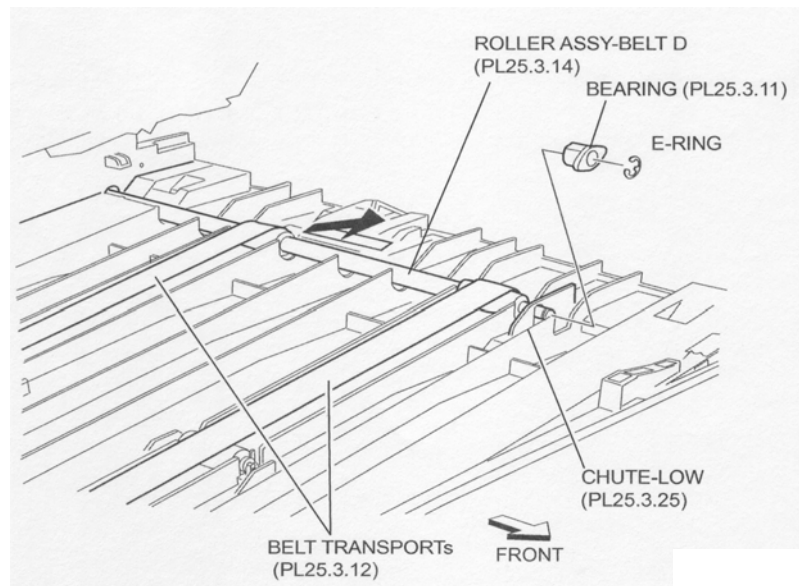 ROLLER ASSY-BELT D
(PL25.3.14)
BEARING (PL25.3.11)
E-RING
CHUTE-LOW
(PL25.3.25)
BELT TRANSPORTs
(PL25.3.12)
FRONT